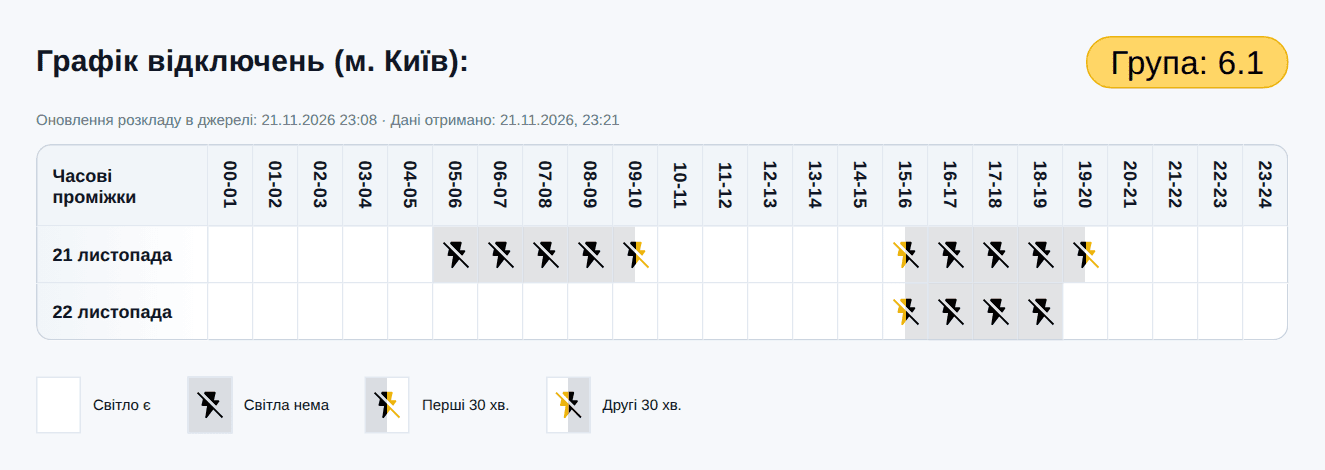 Графік відключень (м. Київ):
Група: 6.1
Оновлення розкладу в джерелі: 21.11.2026 23:08 · Дані отримано: 21.11.2026, 23:21
Часові
проміжки
00-01
01-02
02-03
03-04
04-05
05-06
06-07
07-08
08-09
09-10
10-11
11-12
12-13
13-14
14-15
15-16
16-17
17-18
18-19
19-20
20-21
21-22
22-23
23-24
21 листопада
22 листопада
Світло є
Світла нема
Перші 30 хв.
Другі 30 хв.